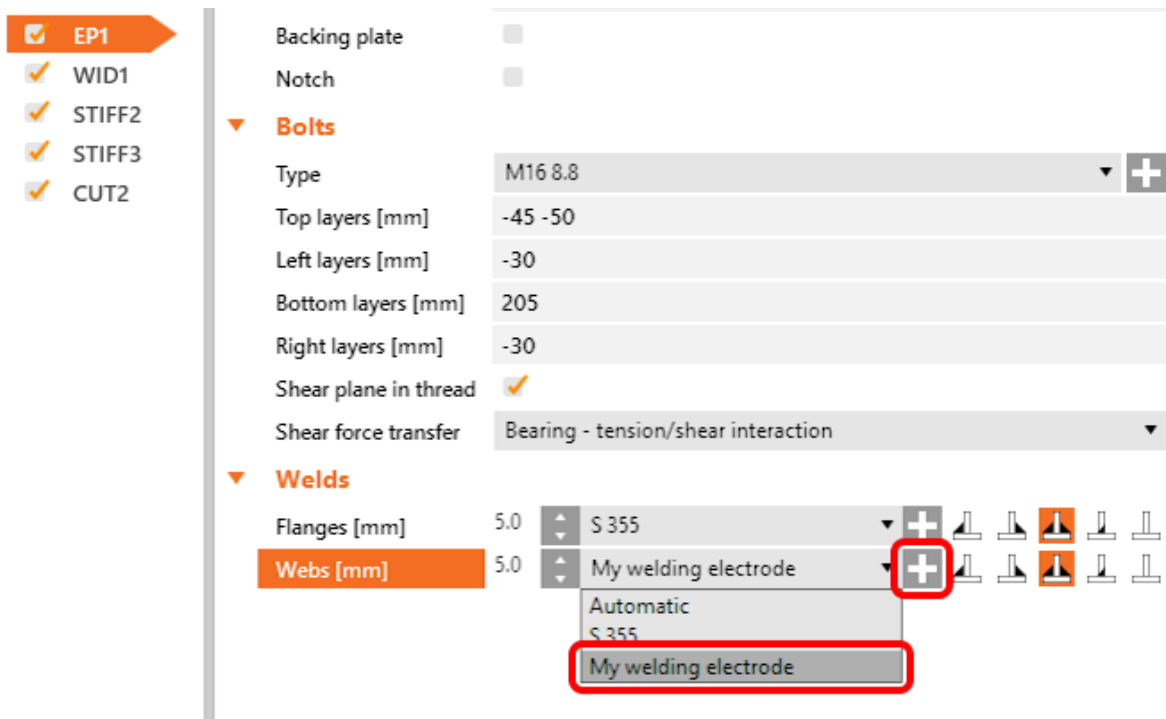 EP1
WID1
STIFF2
STIFF3
CUT2
Backing plate
Notch
Bolts
Type M16 8.8
Top layers [mm] -45 -50
Left layers [mm] -30
Bottom layers [mm] 205
Right layers [mm] -30
Shear plane in thread
Shear force transfer Bearing - tension/shear interaction
Welds
Flanges [mm] 5.0 S 355
Webs [mm] 5.0 My welding electrode
Automatic
S 355
My welding electrode